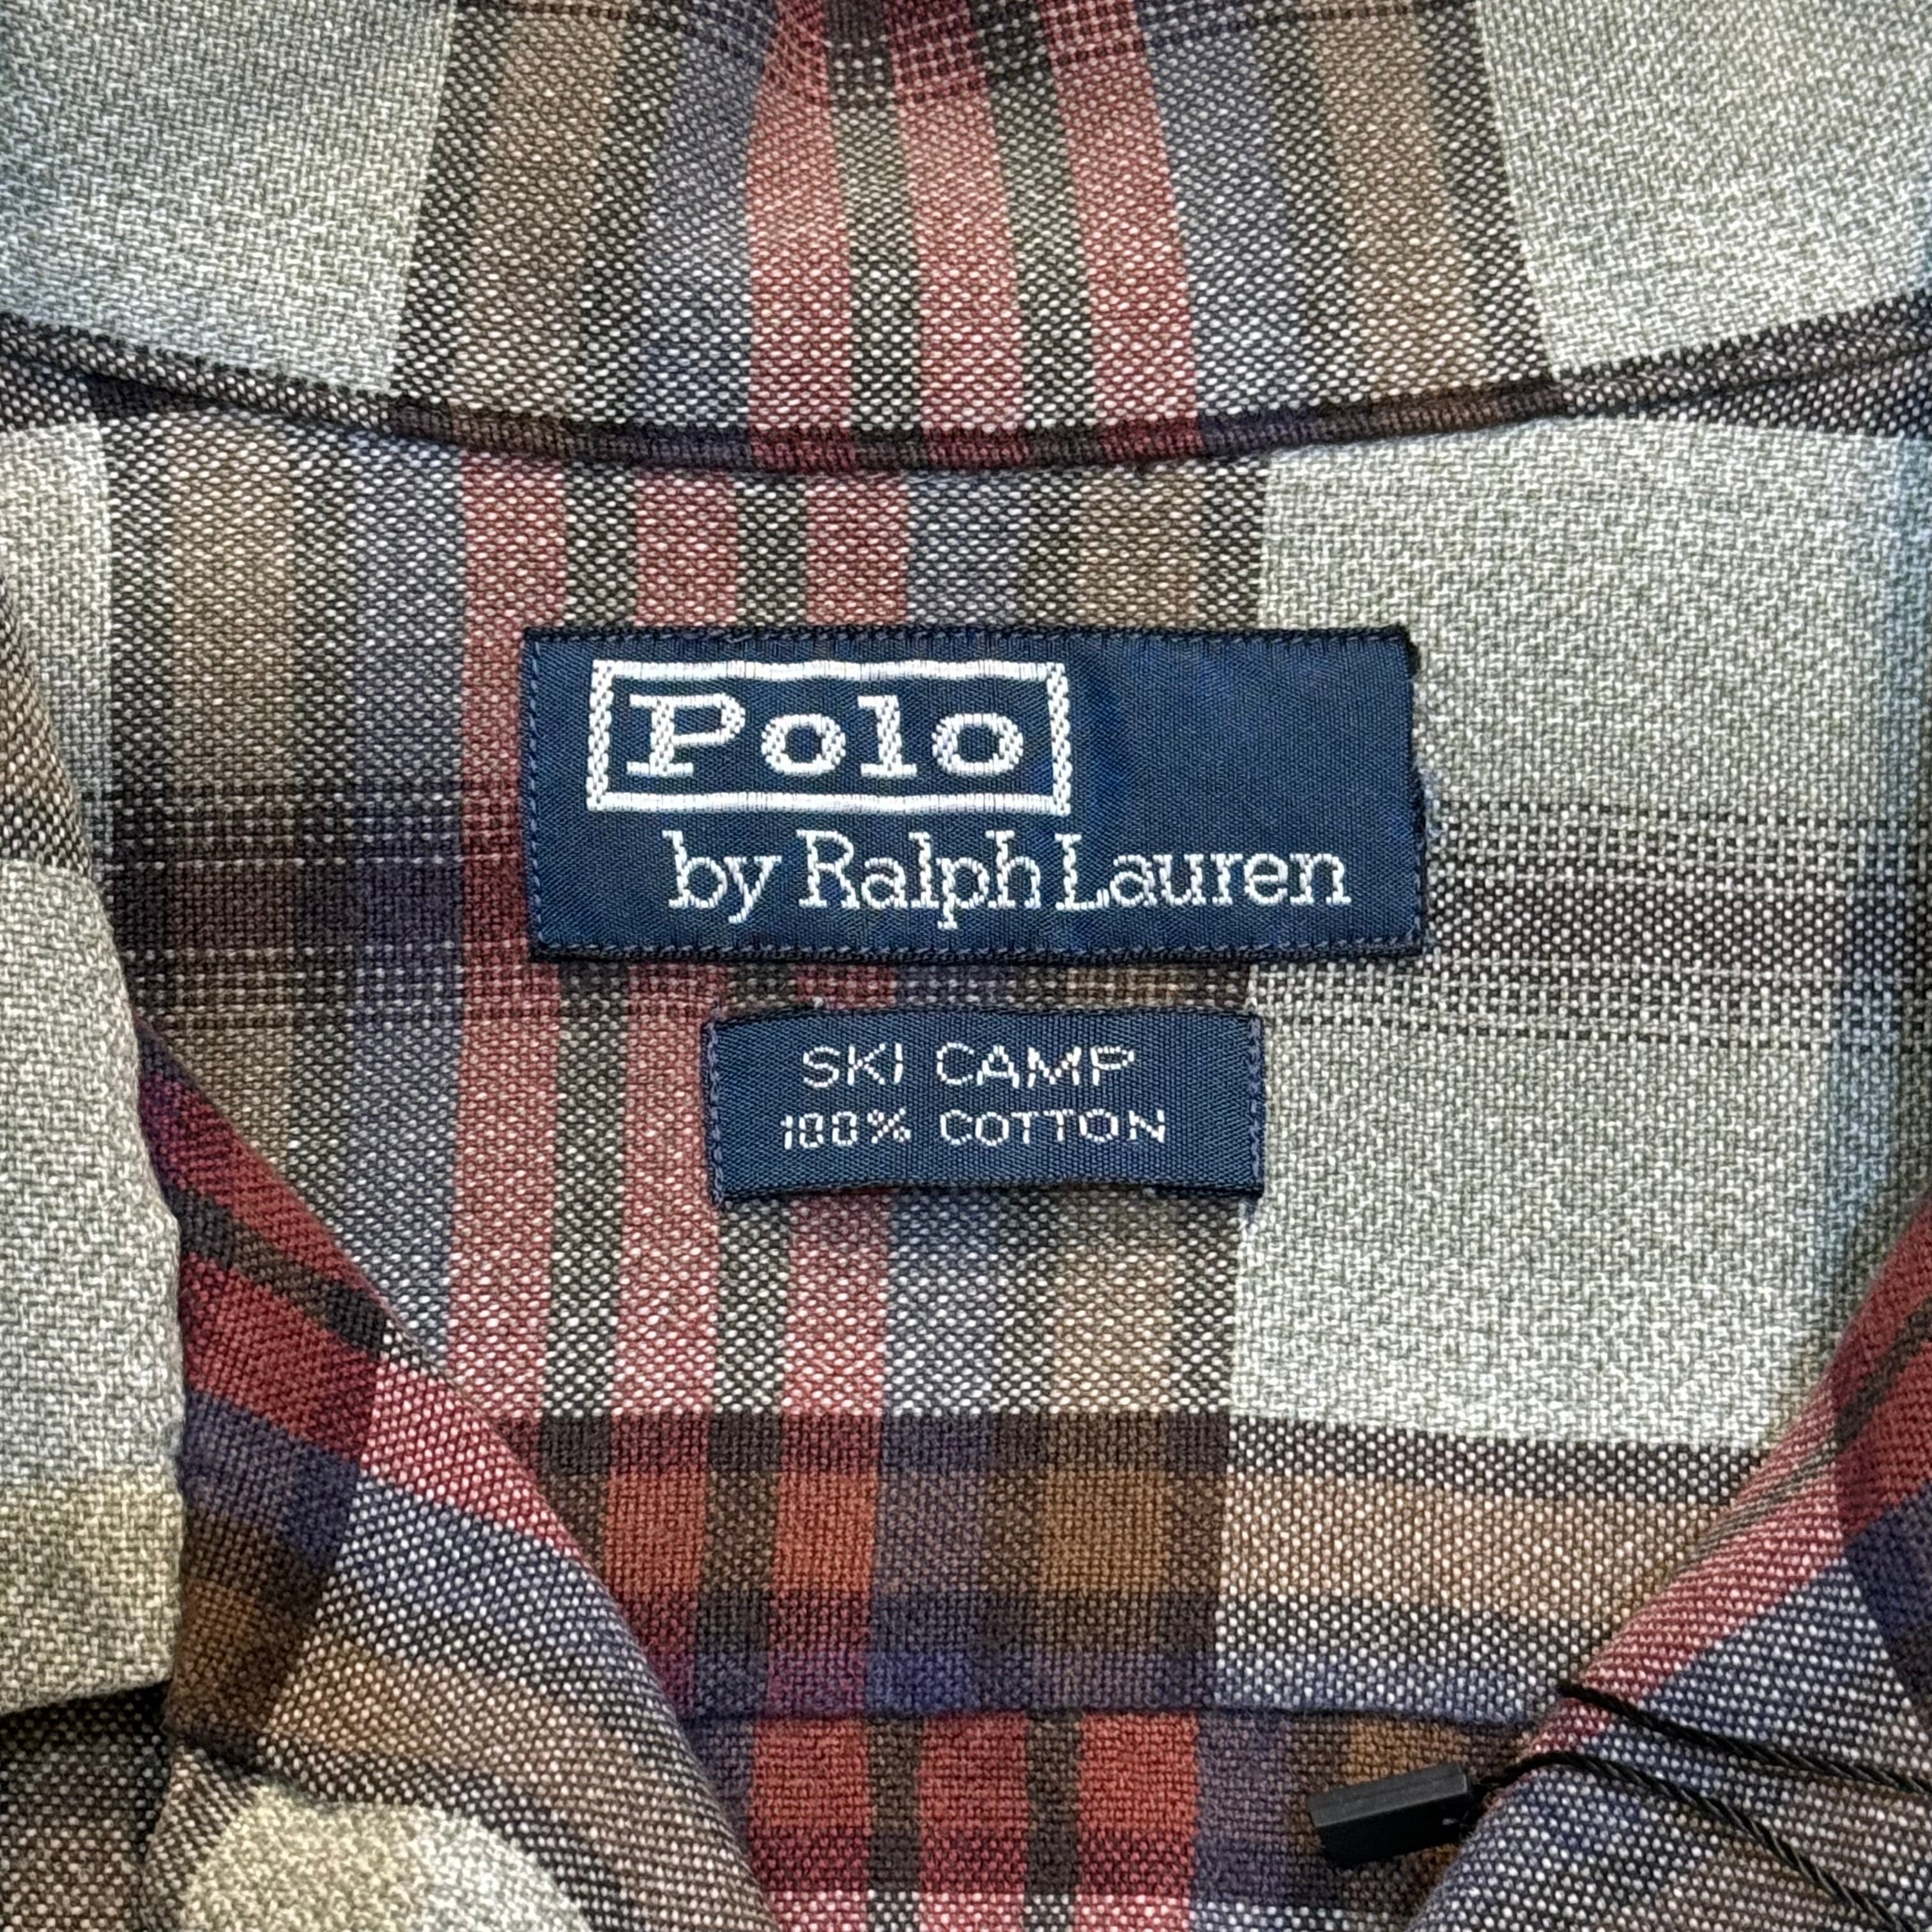 Polo
by Ralph Lauren
SKI CAMP
100% COTTON